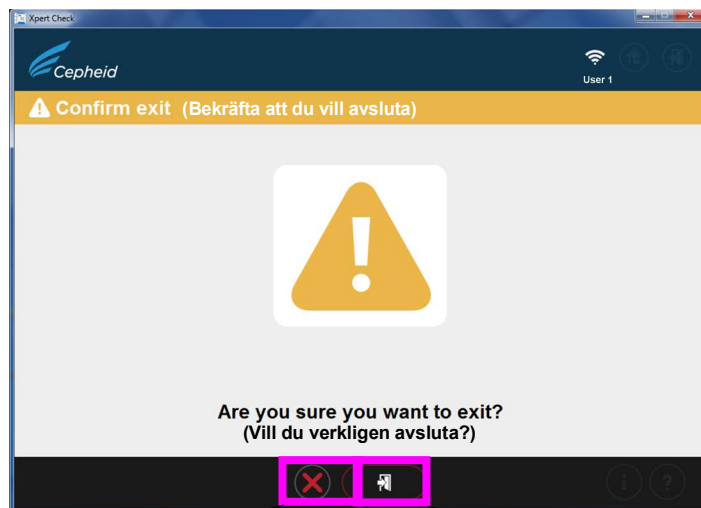 Xpert Check
Cepheid
User 1
Confirm exit (Bekräfta att du vill avsluta)
Are you sure you want to exit?
(Vill du verkligen avsluta?)
i ?